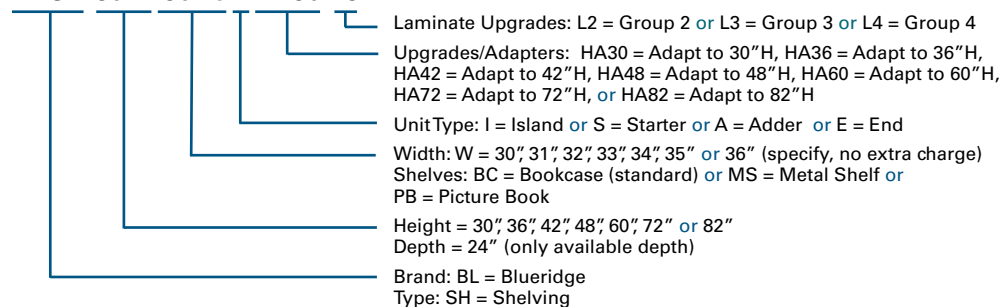 Laminate Upgrades: L2 = Group 2 or L3 = Group 3 or L4 = Group 4
Upgrades/Adapters: HA30 = Adapt to 30″H, HA36 = Adapt to 36″H,
HA42 = Adapt to 42″H, HA48 = Adapt to 48″H, HA60 = Adapt to 60″H,
HA72 = Adapt to 72″H, or HA82 = Adapt to 82″H
Unit Type: I = Island or S = Starter or A = Adder or E = End
Width: W = 30″, 31″, 32″, 33″, 34″, 35″ or 36″ (specify, no extra charge)
Shelves: BC = Bookcase (standard) or MS = Metal Shelf or
PB = Picture Book
Height = 30″, 36″, 42″, 48″, 60″, 72″ or 82″
Depth = 24″ (only available depth)
Brand: BL = Blueridge
Type: SH = Shelving